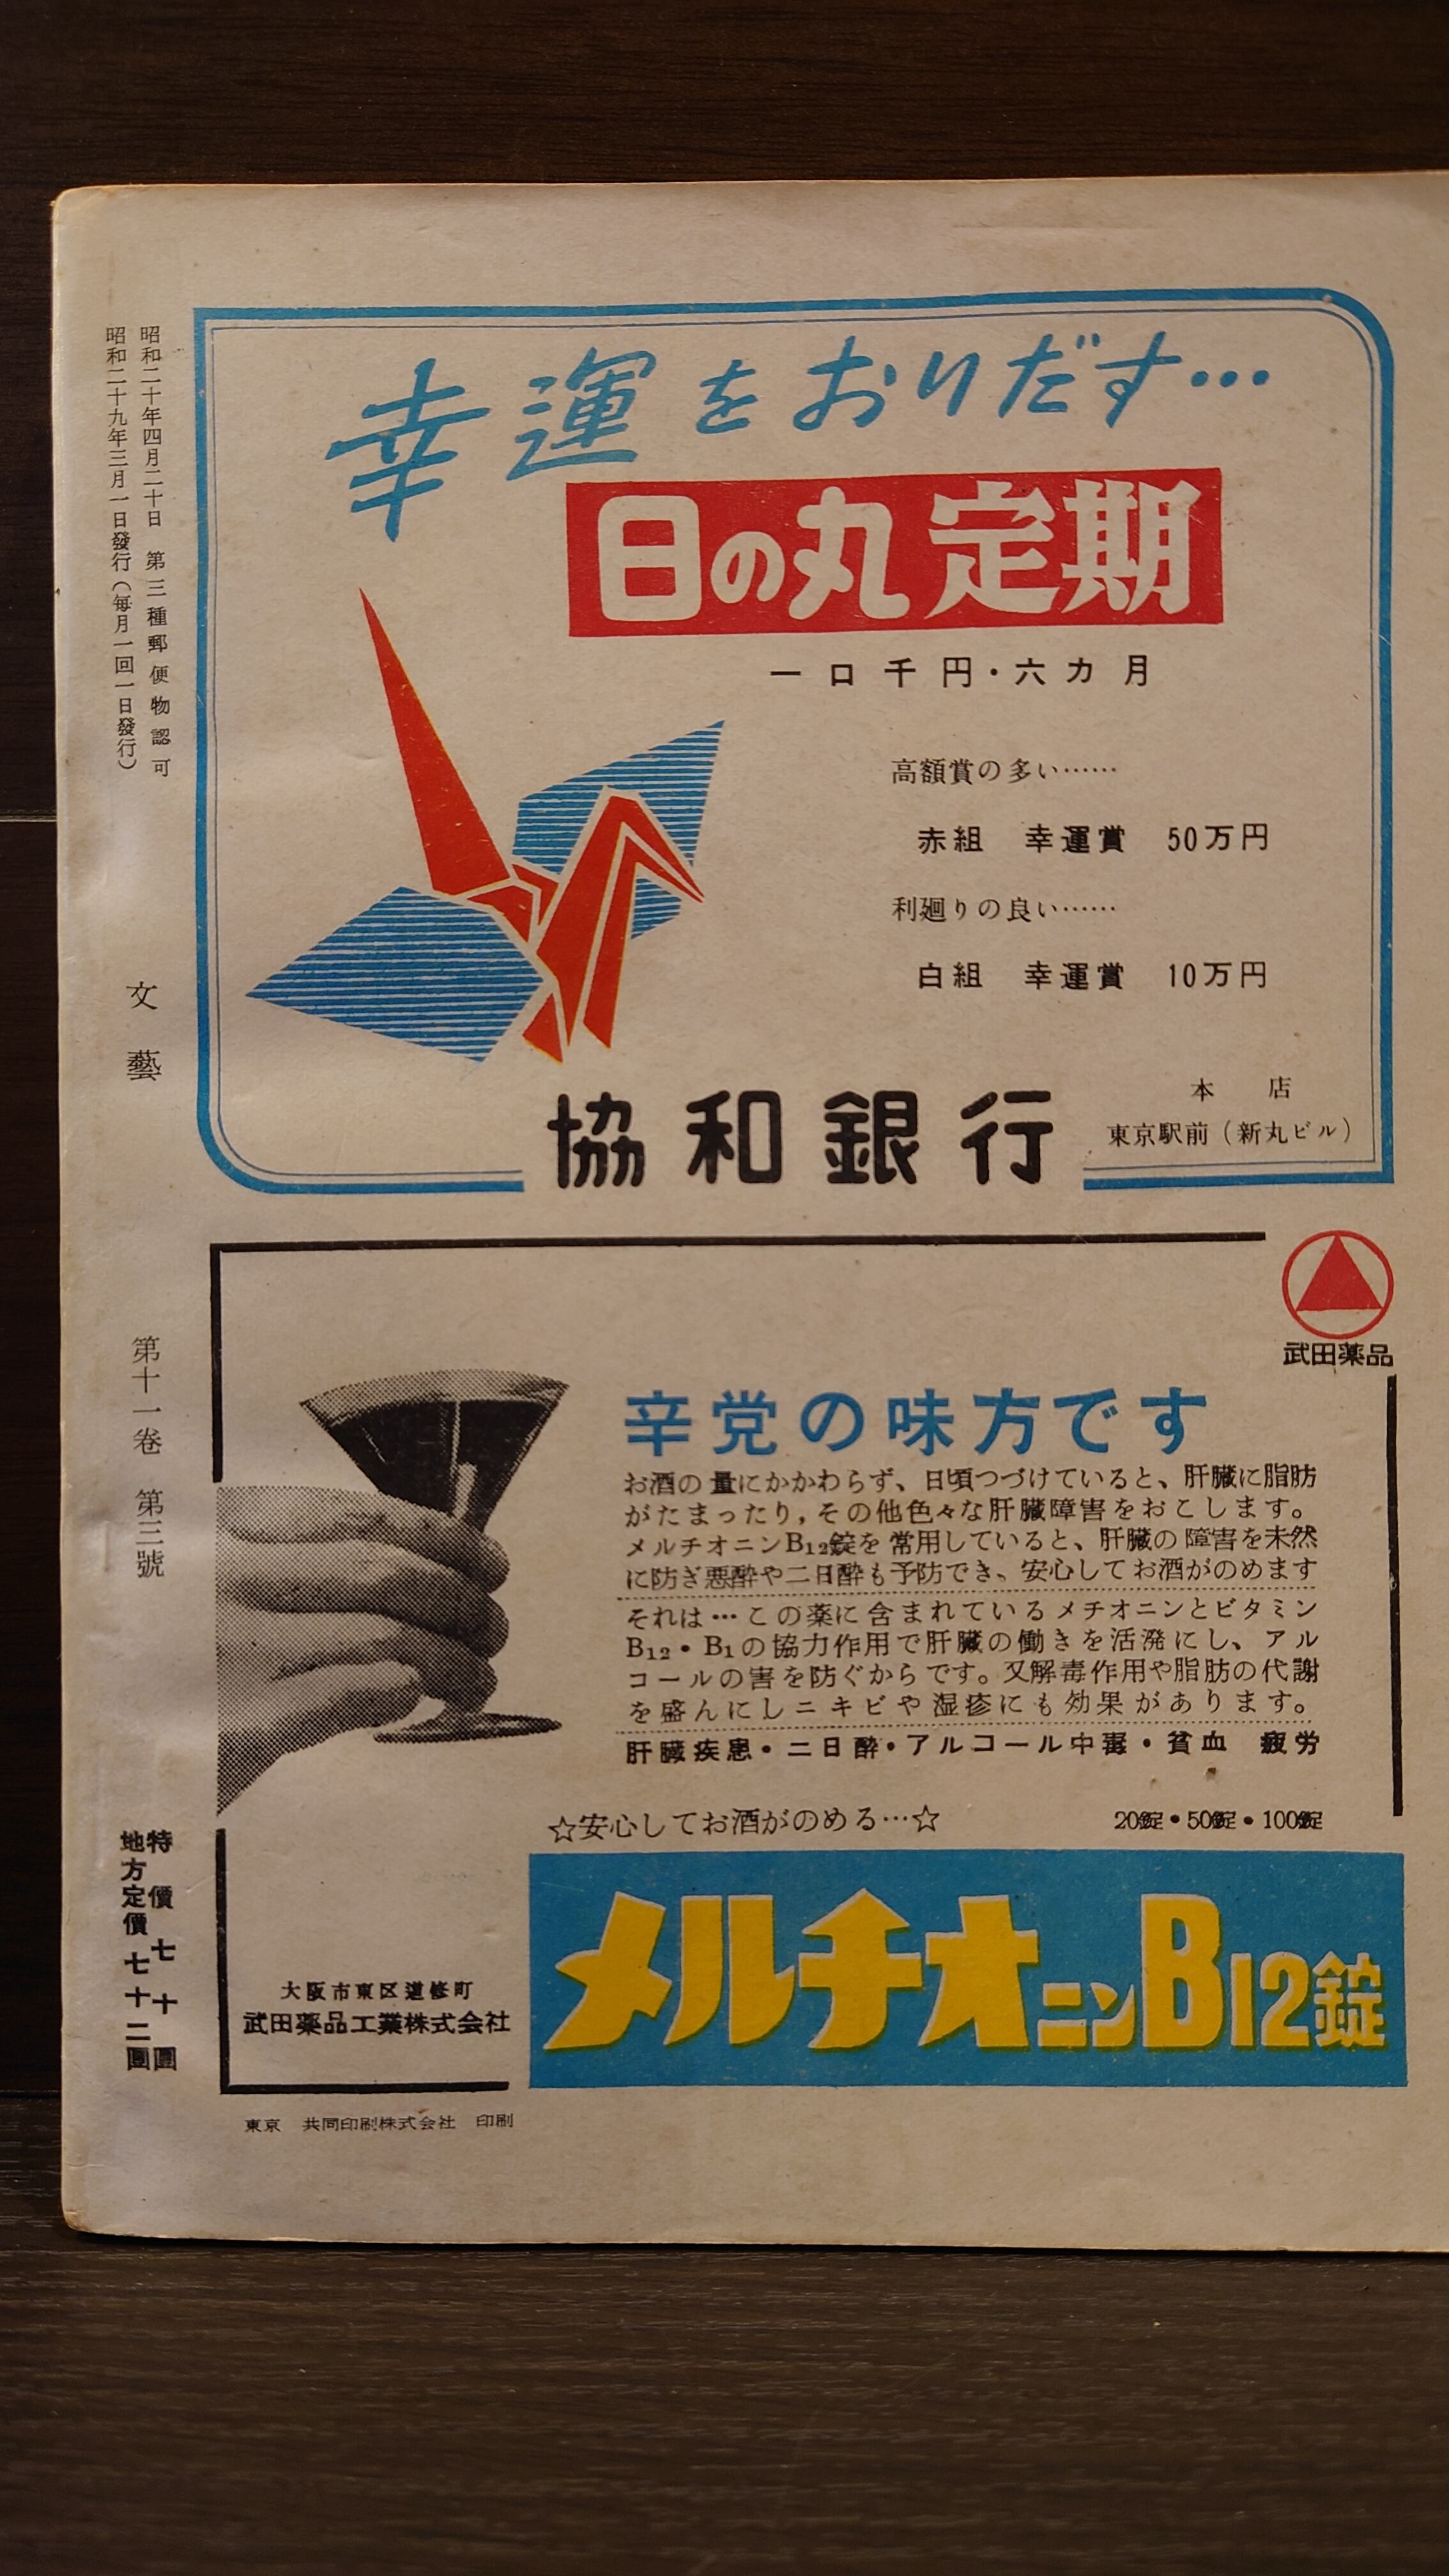 昭和二十年四月二十日　第三種郵便物認可
昭和二十九年三月一日發行（毎月一回一日發行）
文藝
第十一卷　第三號
特價七十圓
地方定價七十二圓
幸運をおりだす…
日の丸定期
一口千円・六カ月
高額賞の多い……
赤組　幸運賞　50万円
利廻りの良い……
白組　幸運賞　10万円
協和銀行
本店
東京駅前（新丸ビル）
武田薬品
辛党の味方です
お酒の量にかかわらず、日頃つづけていると、肝臓に脂肪
がたまったり，その他色々な肝臓障害をおこします。
メルチオニンB₁₂錠を常用していると、肝臓の障害を未然
に防ぎ悪酔や二日酔も予防でき、安心してお酒がのめます
それは…この薬に含まれているメチオニンとビタミン
B₁₂・B₁の協力作用で肝臓の働きを活潑にし、アル
コールの害を防ぐからです。又解毒作用や脂肪の代謝
を盛んにしニキビや湿疹にも効果があります。
肝臓疾患・二日酔・アルコール中毒・貧血　疲労
☆安心してお酒がのめる…☆
20錠・50錠・100錠
メルチオニンB12錠
大阪市東区道修町
武田薬品工業株式会社
東京　共同印刷株式会社　印刷